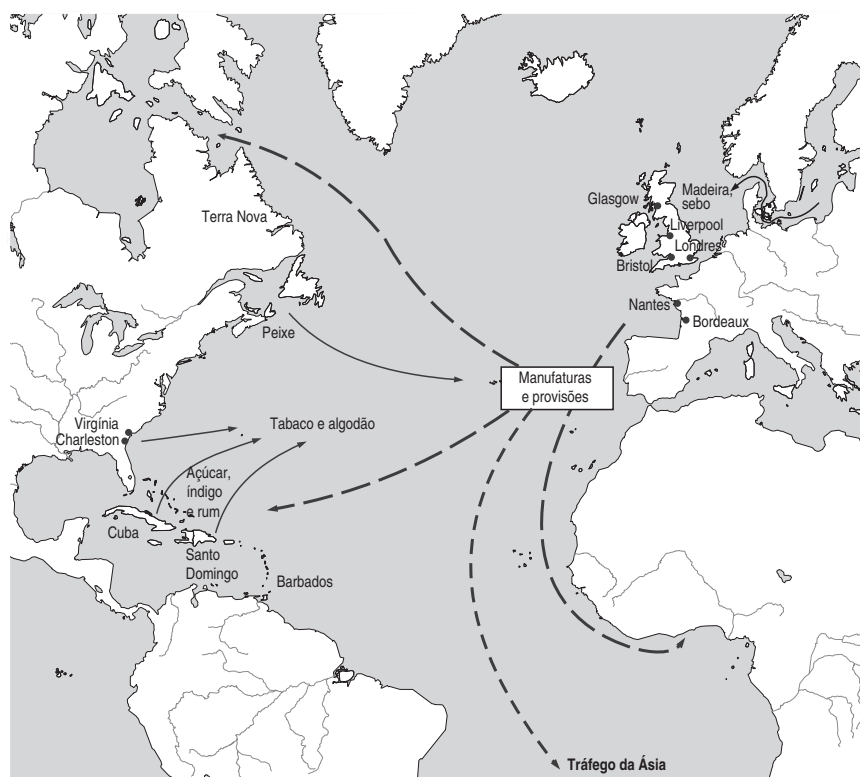 Terra Nova
Glasgow
Madeira,
sebo
Liverpool
Londres
Bristol
Nantes
Bordeaux
Peixe
Manufaturas
e provisões
Virgínia
Charleston
Tabaco e algodão
Açúcar,
índigo
e rum
Cuba
Santo
Domingo
Barbados
Tráfego da Ásia